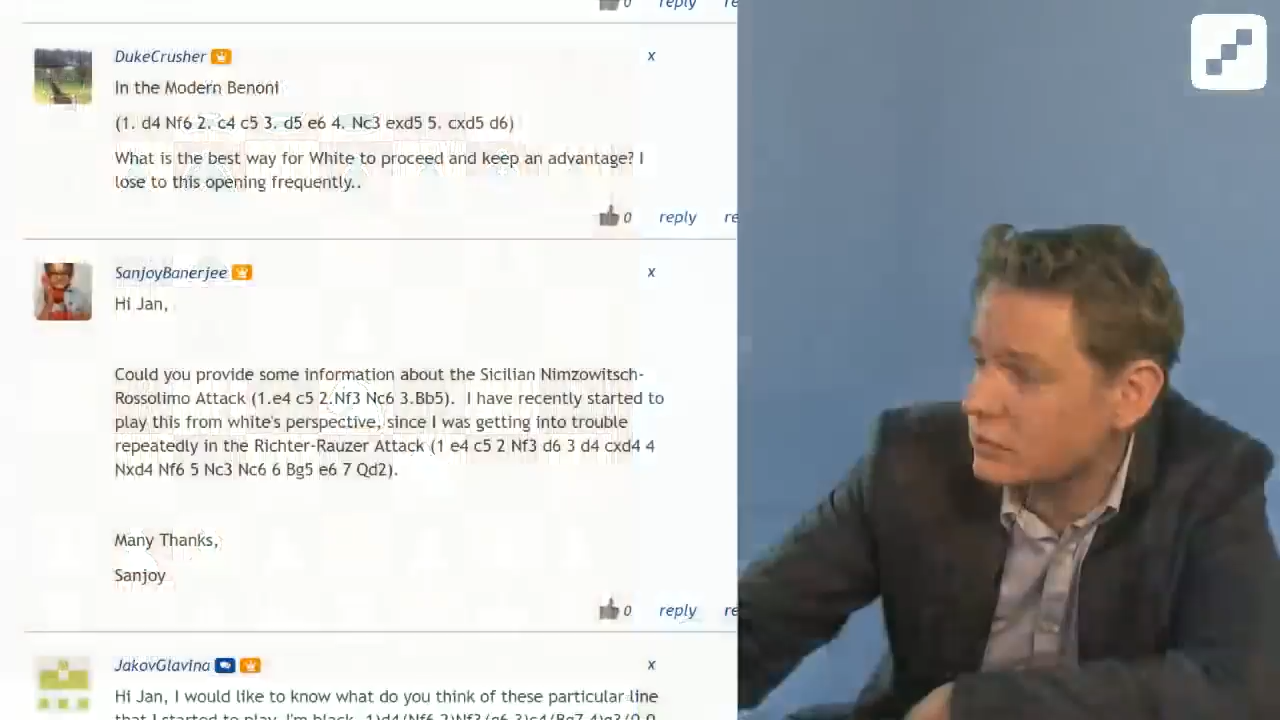 0 reply re
DukeCrusher x
In the Modern Benoni
(1. d4 Nf6 2. c4 c5 3. d5 e6 4. Nc3 exd5 5. cxd5 d6)
What is the best way for White to proceed and keep an advantage? I
lose to this opening frequently..
0 reply re
SanjoyBanerjee x
Hi Jan,
Could you provide some information about the Sicilian Nimzowitsch-
Rossolimo Attack (1.e4 c5 2.Nf3 Nc6 3.Bb5). I have recently started to
play this from white's perspective, since I was getting into trouble
repeatedly in the Richter-Rauzer Attack (1 e4 c5 2 Nf3 d6 3 d4 cxd4 4
Nxd4 Nf6 5 Nc3 Nc6 6 Bg5 e6 7 Qd2).
Many Thanks,
Sanjoy
0 reply re
JakovGlavina x
Hi Jan, I would like to know what do you think of these particular line
that I started to play. I'm black. 1)d4(Nf6 2)Nf3(g6 3)c4(Bg7 4)g3(0-0